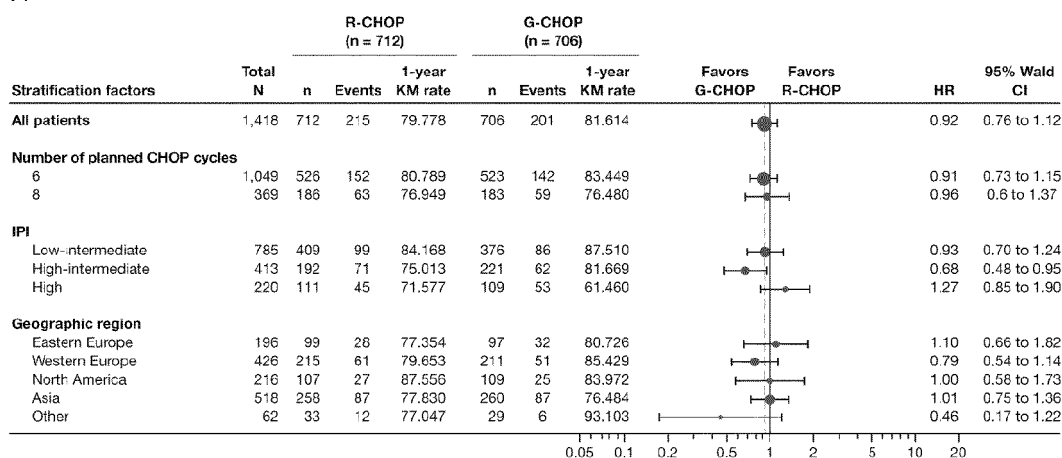 R-CHOP G-CHOP
(n = 712) (n = 706)
Total 1-year 1-year Favors Favors 95% Wald
Stratification factors N n Events KM rate n Events KM rate G-CHOP R-CHOP HR CI
All patients 1,418 712 215 79.778 706 201 81.614 0.92 0.76 to 1.12
Number of planned CHOP cycles
6 1,049 526 152 80.789 523 142 83.449 0.91 0.73 to 1.15
8 369 186 63 76.949 183 59 76.480 0.96 0.6 to 1.37
IPI
Low-intermediate 785 409 99 84.168 376 86 87.510 0.93 0.70 to 1.24
High-intermediate 413 192 71 75.013 221 62 81.669 0.68 0.48 to 0.95
High 220 111 45 71.577 109 53 61.460 1.27 0.85 to 1.90
Geographic region
Eastern Europe 196 99 28 77.354 97 32 80.726 1.10 0.66 to 1.82
Western Europe 426 215 61 79.653 211 51 85.429 0.79 0.54 to 1.14
North America 216 107 27 87.556 109 25 83.972 1.00 0.58 to 1.73
Asia 518 258 87 77.830 260 87 76.484 1.01 0.75 to 1.36
Other 62 33 12 77.047 29 6 93.103 0.46 0.17 to 1.22
0.05 0.1 0.2 0.5 1 2 5 10 20